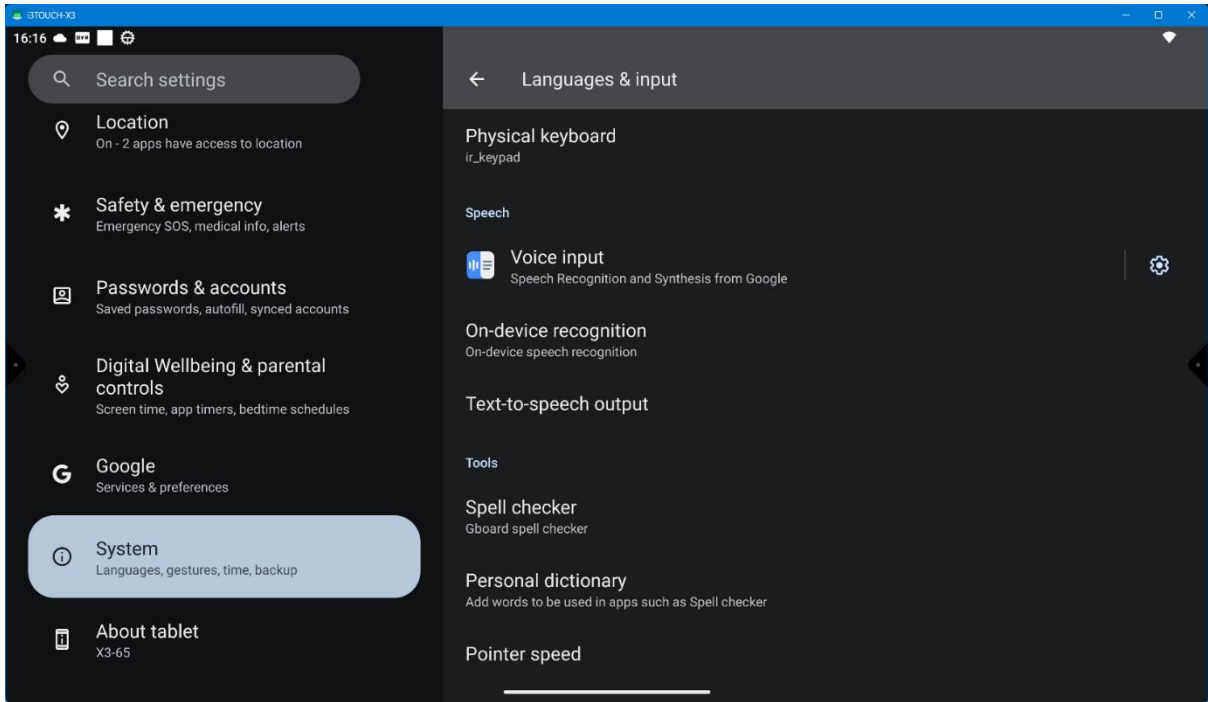 i3TOUCH-X3
16:16
Search settings
Location
On - 2 apps have access to location
Safety & emergency
Emergency SOS, medical info, alerts
Passwords & accounts
Saved passwords, autofill, synced accounts
Digital Wellbeing & parental
controls
Screen time, app timers, bedtime schedules
Google
Services & preferences
System
Languages, gestures, time, backup
About tablet
X3-65
Languages & input
Physical keyboard
ir_keypad
Speech
Voice input
Speech Recognition and Synthesis from Google
On-device recognition
On-device speech recognition
Text-to-speech output
Tools
Spell checker
Gboard spell checker
Personal dictionary
Add words to be used in apps such as Spell checker
Pointer speed